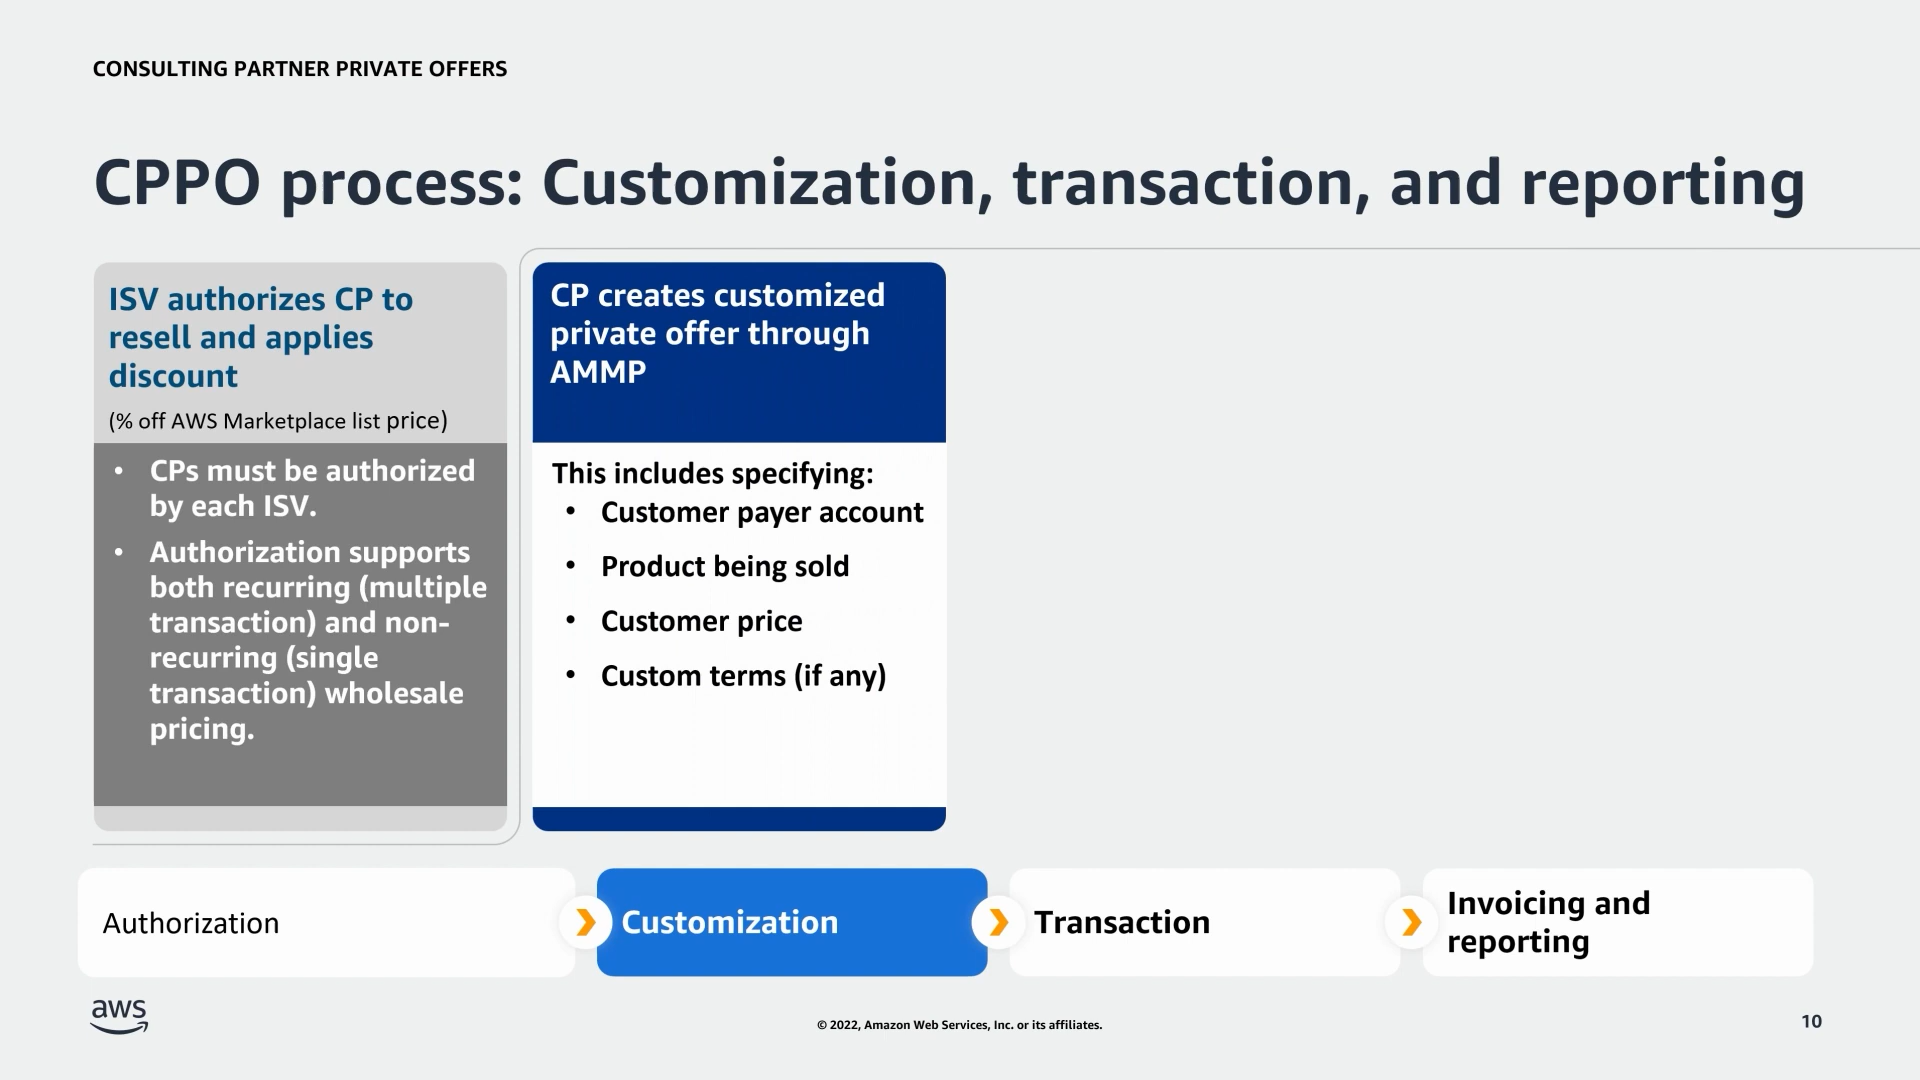 CONSULTING PARTNER PRIVATE OFFERS
CPPO process: Customization, transaction, and reporting
ISV authorizes CP to
resell and applies
discount
(% off AWS Marketplace list price)
• CPs must be authorized
by each ISV.
• Authorization supports
both recurring (multiple
transaction) and non-
recurring (single
transaction) wholesale
pricing.
CP creates customized
private offer through
AMMP
This includes specifying:
• Customer payer account
• Product being sold
• Customer price
• Custom terms (if any)
Authorization
Customization
Transaction
Invoicing and
reporting
aws
© 2022, Amazon Web Services, Inc. or its affiliates.
10